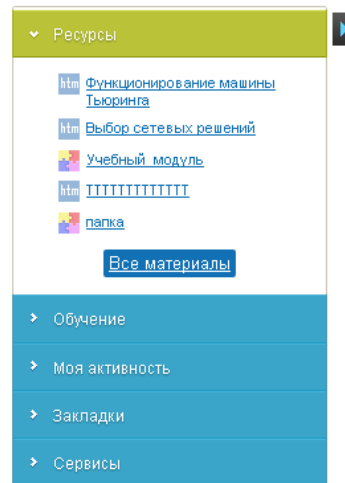 Ресурсы
htm Функционирование машины
Тьюринга
htm Выбор сетевых решений
Учебный модуль
htm ТТТТТТТТТТТТТ
папка
Все материалы
Обучение
Моя активность
Закладки
Сервисы